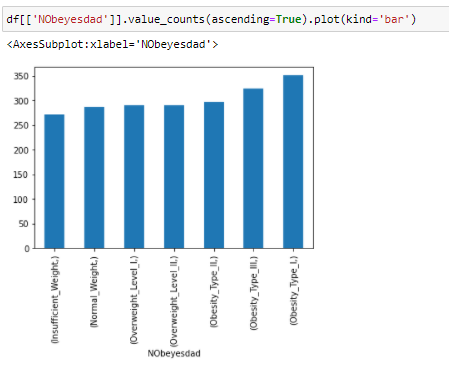 df[['NObeyesdad']].value_counts(ascending=True).plot(kind='bar')
<AxesSubplot:xlabel='NObeyesdad'>
350
300
250
200
150
100
50
0
(Insufficient_Weight,)
(Normal_Weight,)
(Overweight_Level_I,)
(Overweight_Level_II,)
(Obesity_Type_II,)
(Obesity_Type_III,)
(Obesity_Type_I,)
NObeyesdad